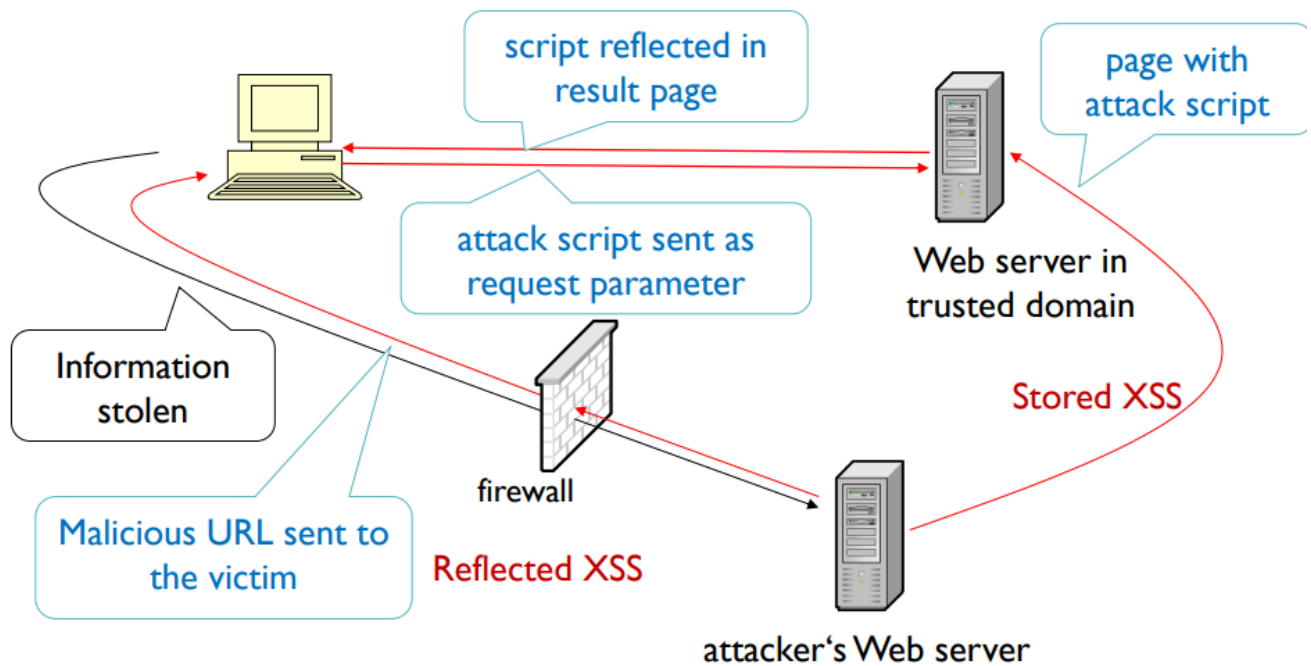 script reflected in
result page
page with
attack script
attack script sent as
request parameter
Web server in
trusted domain
Information
stolen
Stored XSS
firewall
Malicious URL sent to
the victim
Reflected XSS
attacker‘s Web server